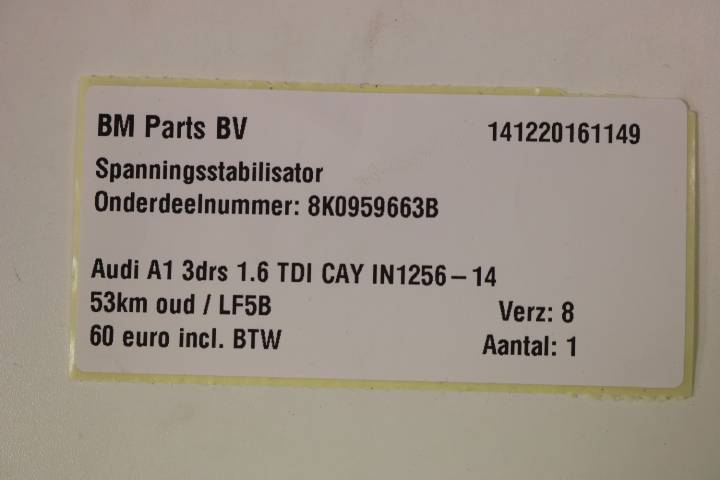 BM Parts BV 141220161149
Spanningsstabilisator
Onderdeelnummer: 8K0959663B
Audi A1 3drs 1.6 TDI CAY IN1256-14
53km oud / LF5B Verz: 8
60 euro incl. BTW Aantal: 1